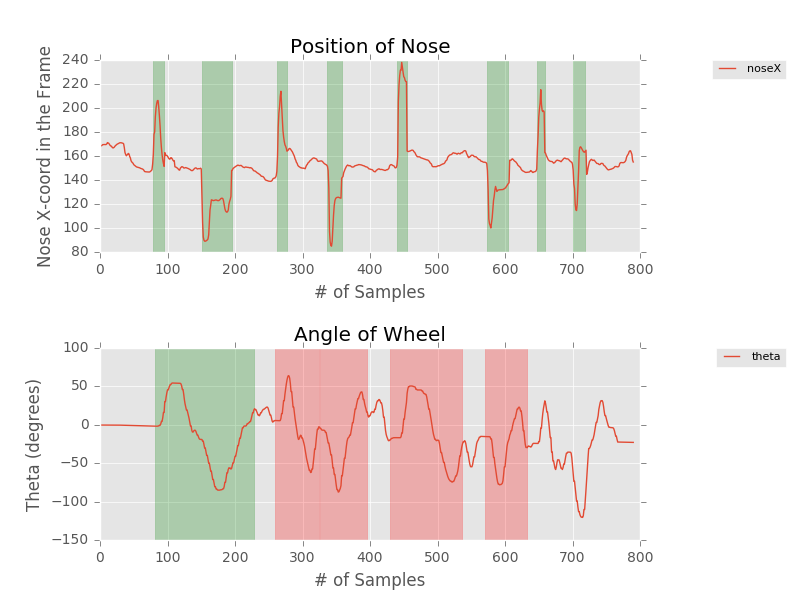 Position of Nose
noseX
Nose X-coord in the Frame
240
220
200
180
160
140
120
100
80
0 100 200 300 400 500 600 700 800
# of Samples
Angle of Wheel
theta
Theta (degrees)
100
50
0
−50
−100
−150
0 100 200 300 400 500 600 700 800
# of Samples